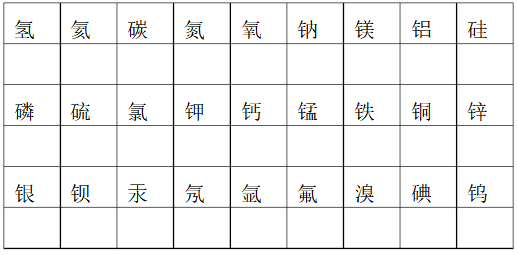 氢 氦 碳 氮 氧 钠 镁 铝 硅
磷 硫 氯 钾 钙 锰 铁 铜 锌
银 钡 汞 氖 氩 氟 溴 碘 钨